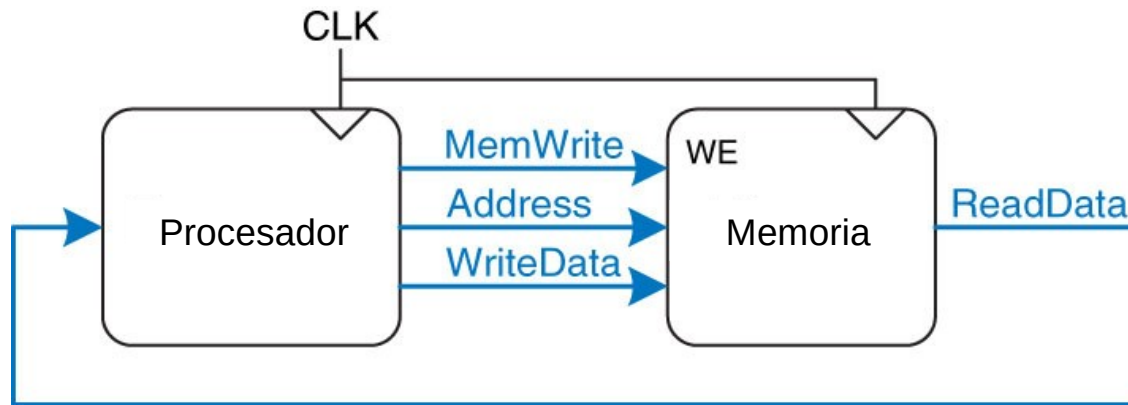 CLK
MemWrite
WE
Address
ReadData
Procesador
Memoria
WriteData